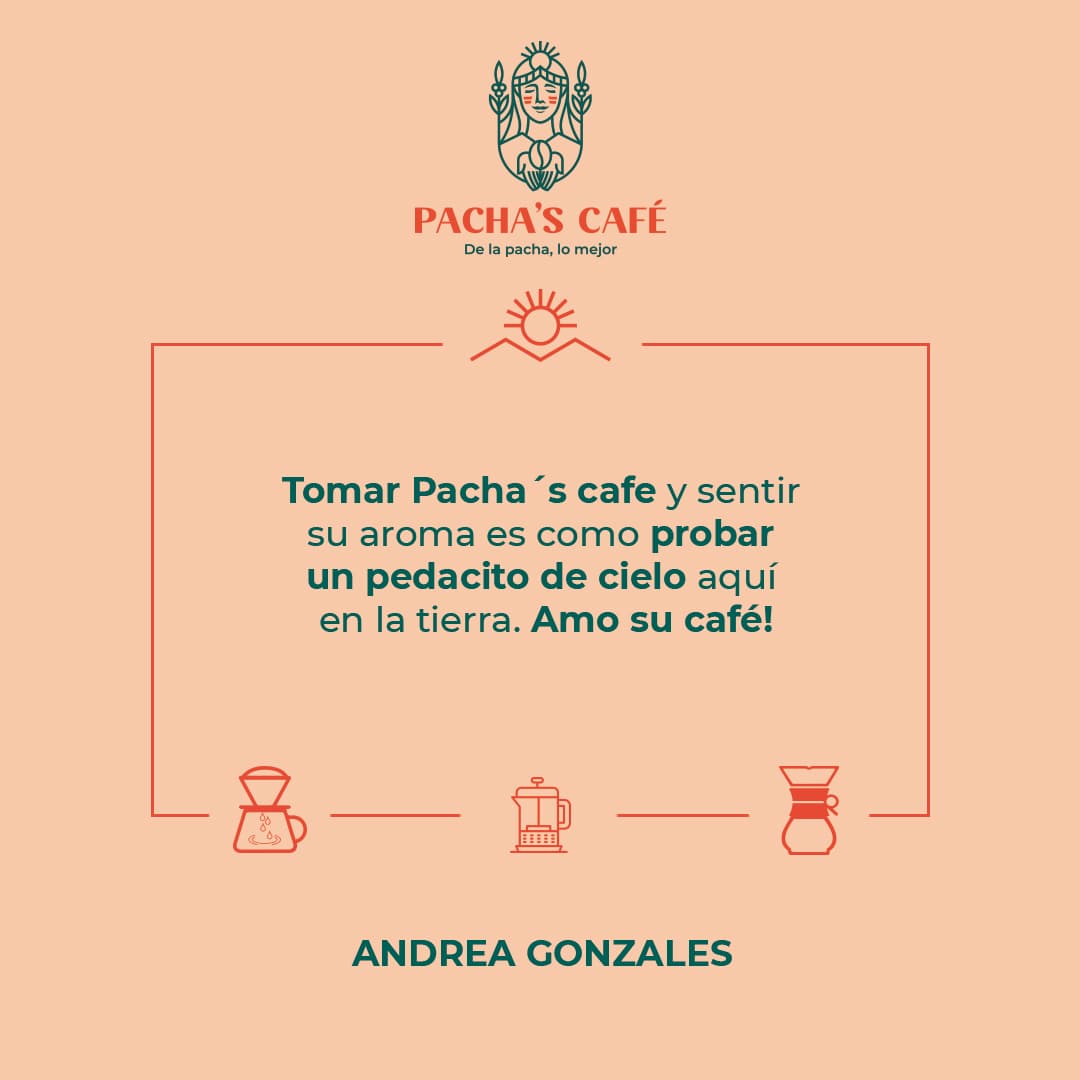 PACHA'S CAFÉ
De la pacha, lo mejor
Tomar Pacha´s cafe y sentir
su aroma es como probar
un pedacito de cielo aquí
en la tierra. Amo su café!
ANDREA GONZALES